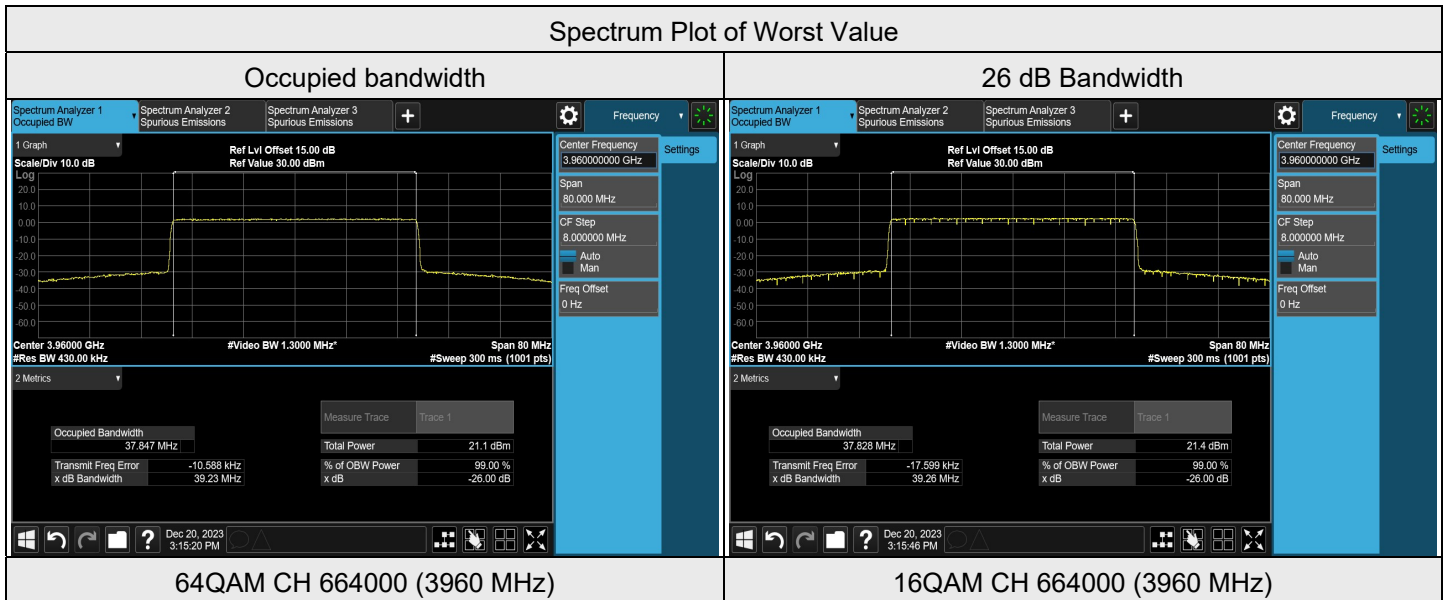 Spectrum Plot of Worst Value
Occupied bandwidth
Spectrum Analyzer 1
Occupied BW
Spectrum Analyzer 2
Spurious Emissions
Spectrum Analyzer 3
Spurious Emissions
+
Frequency
1 Graph
Scale/Div 10.0 dB
Ref Lvl Offset 15.00 dB
Ref Value 30.00 dBm
Log
20.0
10.0
0.00
-10.0
-20.0
-30.0
-40.0
-50.0
-60.0
Center 3.96000 GHz
#Res BW 430.00 kHz
#Video BW 1.3000 MHz*
Span 80 MHz
#Sweep 300 ms (1001 pts)
Center Frequency
3.960000000 GHz
Settings
Span
80.000 MHz
CF Step
8.000000 MHz
Auto
Man
Freq Offset
0 Hz
2 Metrics
Measure Trace Trace 1
Occupied Bandwidth
37.847 MHz
Total Power 21.1 dBm
Transmit Freq Error -10.588 kHz
% of OBW Power 99.00 %
x dB Bandwidth 39.23 MHz
x dB -26.00 dB
?
Dec 20, 2023
3:15:20 PM
64QAM CH 664000 (3960 MHz)
26 dB Bandwidth
Spectrum Analyzer 1
Occupied BW
Spectrum Analyzer 2
Spurious Emissions
Spectrum Analyzer 3
Spurious Emissions
+
Frequency
1 Graph
Scale/Div 10.0 dB
Ref Lvl Offset 15.00 dB
Ref Value 30.00 dBm
Log
20.0
10.0
0.00
-10.0
-20.0
-30.0
-40.0
-50.0
-60.0
Center 3.96000 GHz
#Res BW 430.00 kHz
#Video BW 1.3000 MHz*
Span 80 MHz
#Sweep 300 ms (1001 pts)
Center Frequency
3.960000000 GHz
Settings
Span
80.000 MHz
CF Step
8.000000 MHz
Auto
Man
Freq Offset
0 Hz
2 Metrics
Measure Trace Trace 1
Occupied Bandwidth
37.828 MHz
Total Power 21.4 dBm
Transmit Freq Error -17.599 kHz
% of OBW Power 99.00 %
x dB Bandwidth 39.26 MHz
x dB -26.00 dB
?
Dec 20, 2023
3:15:46 PM
16QAM CH 664000 (3960 MHz)